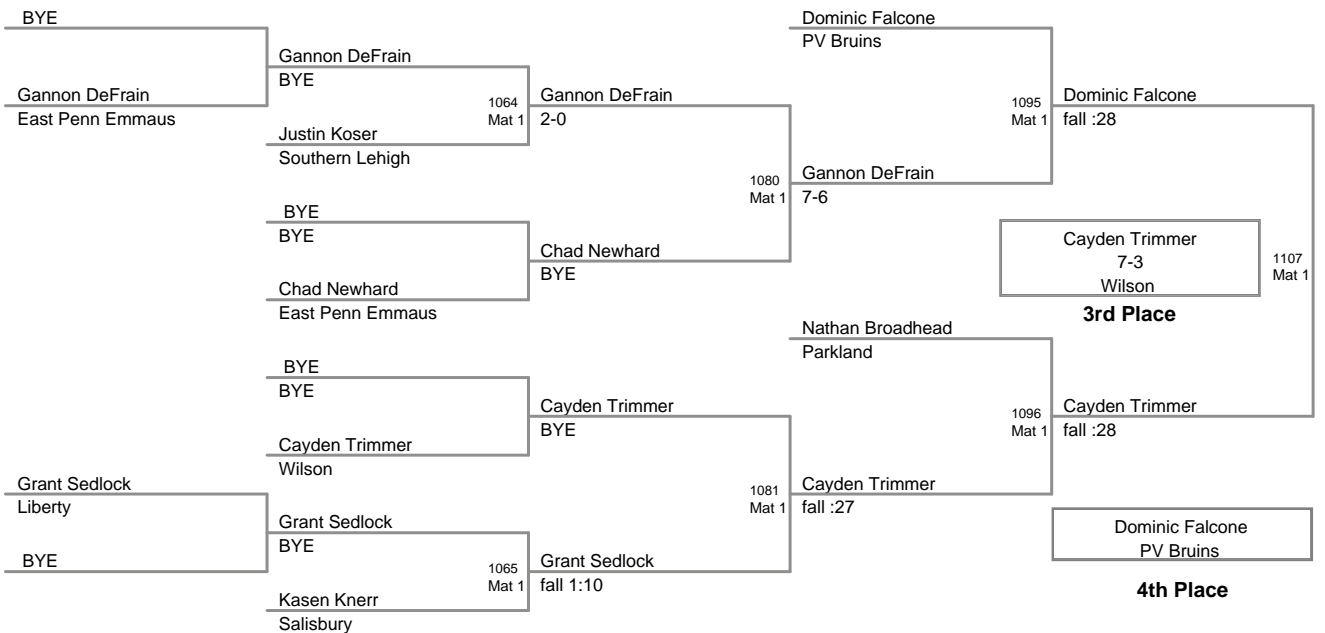 BYE
Dominic Falcone
PV Bruins
Gannon DeFrain
BYE
Gannon DeFrain
East Penn Emmaus
1064
Mat 1
Gannon DeFrain
2-0
1095
Mat 1
Dominic Falcone
fall :28
Justin Koser
Southern Lehigh
1080
Mat 1
Gannon DeFrain
7-6
BYE
BYE
Chad Newhard
BYE
Cayden Trimmer
7-3
Wilson
1107
Mat 1
3rd Place
Chad Newhard
East Penn Emmaus
Nathan Broadhead
Parkland
BYE
BYE
Cayden Trimmer
BYE
1096
Mat 1
Cayden Trimmer
fall :28
Cayden Trimmer
Wilson
Grant Sedlock
Liberty
1081
Mat 1
Cayden Trimmer
fall :27
Grant Sedlock
BYE
Dominic Falcone
PV Bruins
4th Place
BYE
1065
Mat 1
Grant Sedlock
fall 1:10
Kasen Knerr
Salisbury